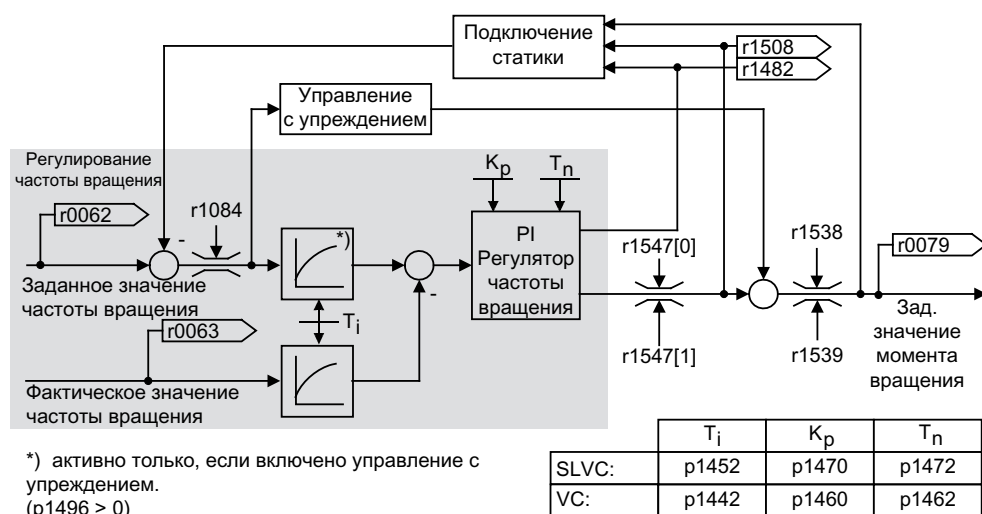 Подключение
статики
r1508
r1482
Управление
с упреждением
Регулирование
частоты вращения
r0062
r1084
-
*)
Kp
Tn
PI
Регулятор
частоты
вращения
r1547[0]
r1538
r0079
Заданное значение
частоты вращения
-
r0063
Ti
r1547[1]
r1539
Зад.
значение
момента
вращения
Фактическое значение
частоты вращения
*) активно только, если включено управление с
упреждением.
(p1496 > 0)
Ti Kp Tn
SLVC: p1452 p1470 p1472
VC: p1442 p1460 p1462